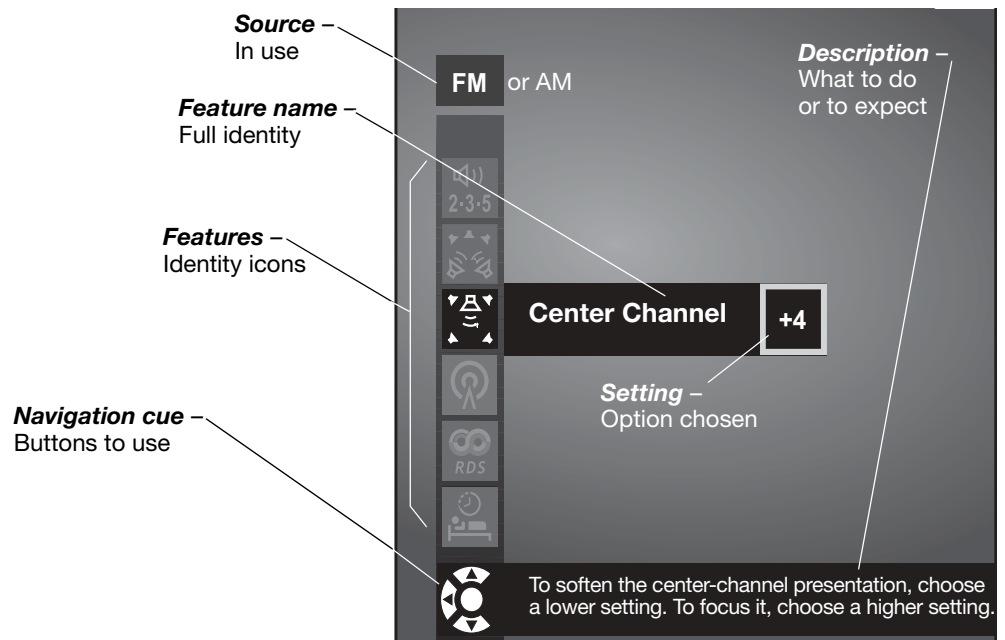 Source –
In use
FM or AM
Description –
What to do
or to expect
Feature name –
Full identity
2·3·5
Features –
Identity icons
Center Channel +4
Setting –
Option chosen
Navigation cue –
Buttons to use
RDS
To soften the center-channel presentation, choose
a lower setting. To focus it, choose a higher setting.